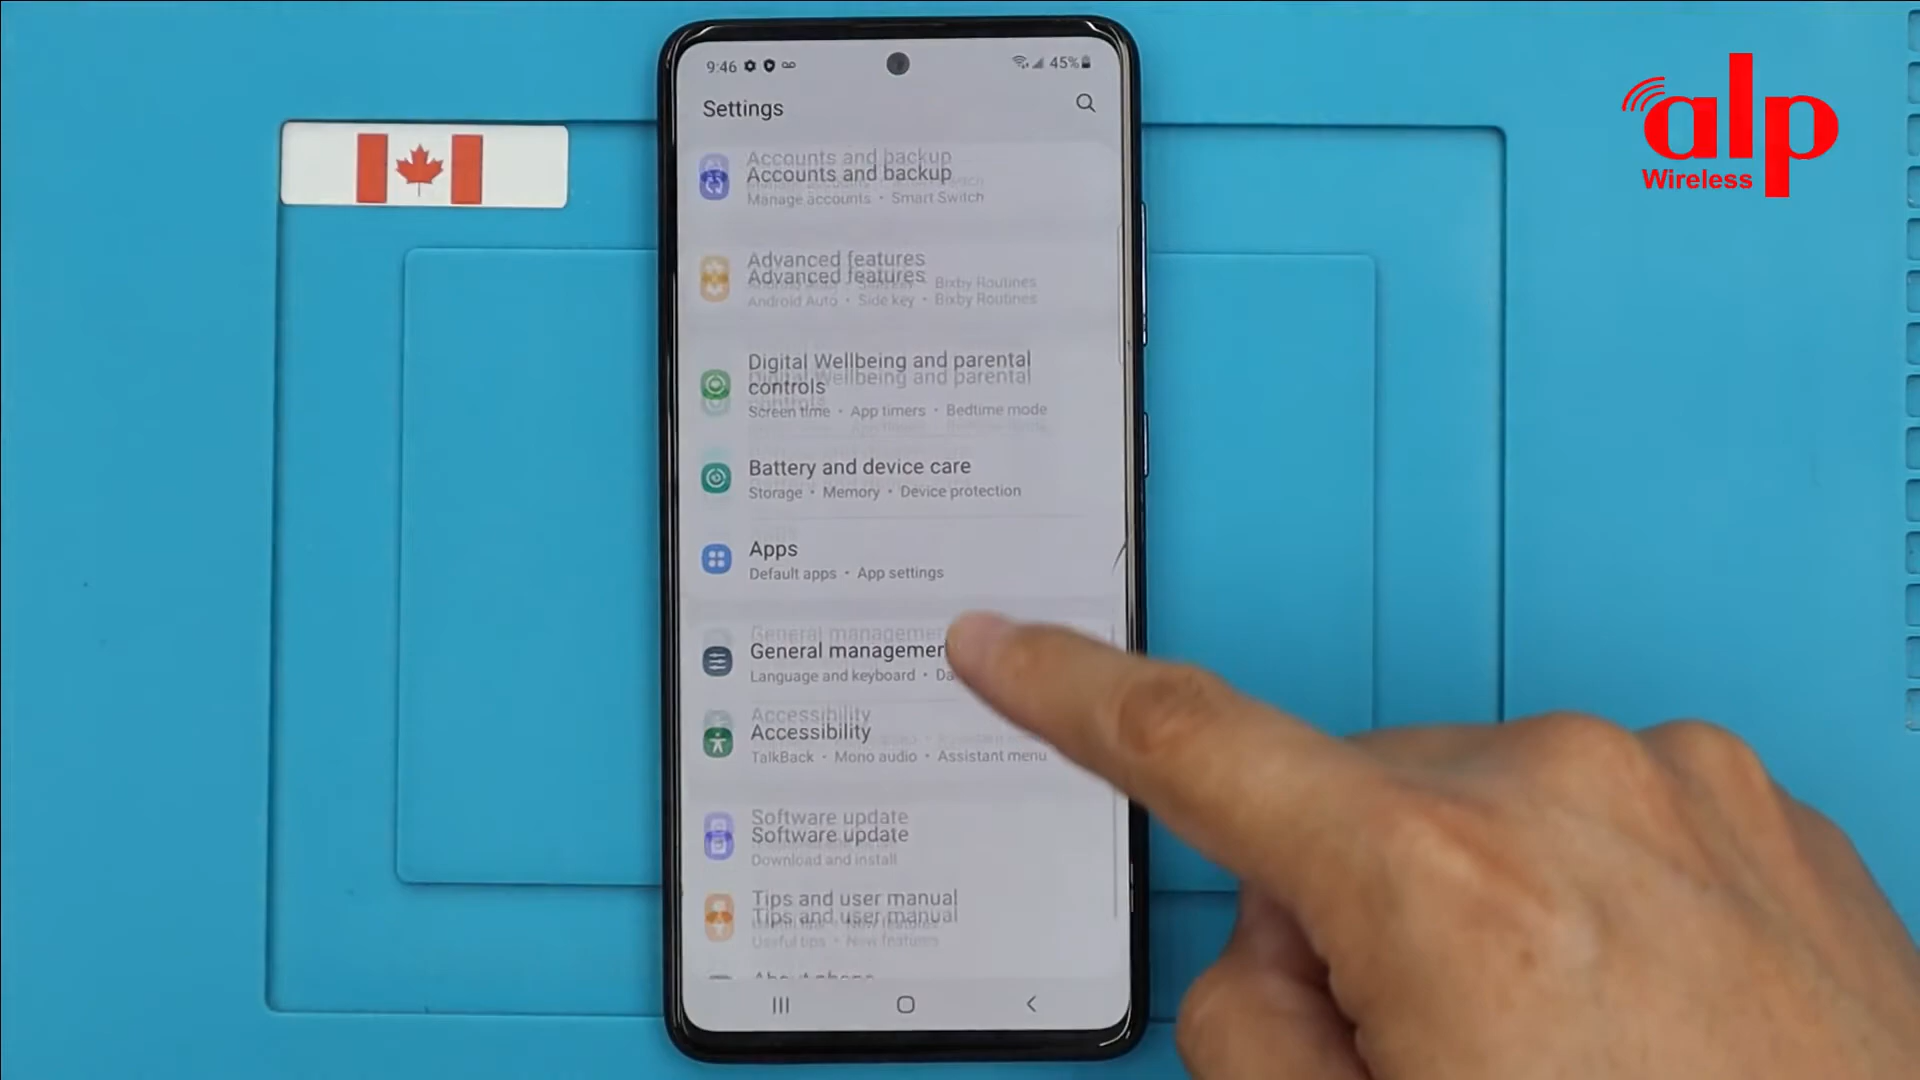 9:46
45%
alp
Wireless
Settings
Accounts and backup
Manage accounts • Smart Switch
Advanced features
Android Auto • Side key • Bixby Routines
Digital Wellbeing and parental
controls
Screen time • App timers • Bedtime mode
Battery and device care
Storage • Memory • Device protection
Apps
Default apps • App settings
General managemen
Language and keyboard • Da
Accessibility
TalkBack • Mono audio • Assistant menu
Software update
Download and install
Tips and user manual
Useful tips • New features
About phone